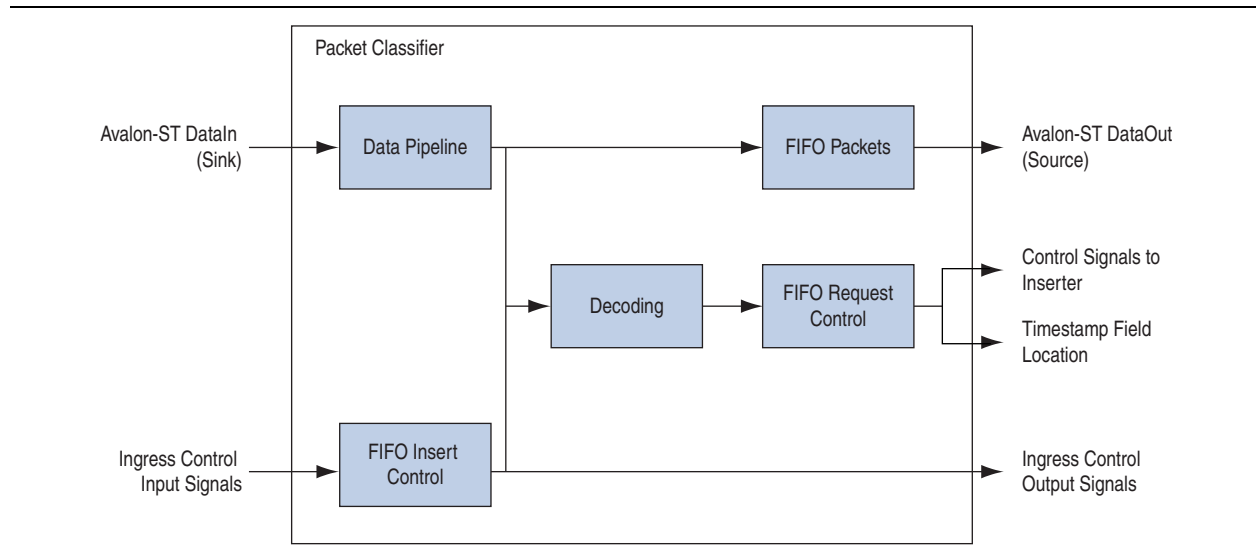 Packet Classifier
Avalon-ST DataIn
(Sink)
Data Pipeline
FIFO Packets
Avalon-ST DataOut
(Source)
Decoding
FIFO Request
Control
Control Signals to
Inserter
Timestamp Field
Location
Ingress Control
Input Signals
FIFO Insert
Control
Ingress Control
Output Signals